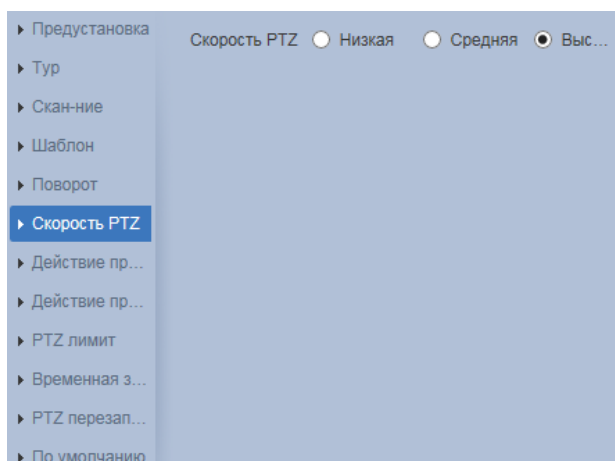 Предустановка
Скорость PTZ Низкая Средняя Выс...
Тур
Скан-ние
Шаблон
Поворот
Скорость PTZ
Действие пр...
Действие пр...
PTZ лимит
Временная з...
PTZ перезап...
По умолчанию